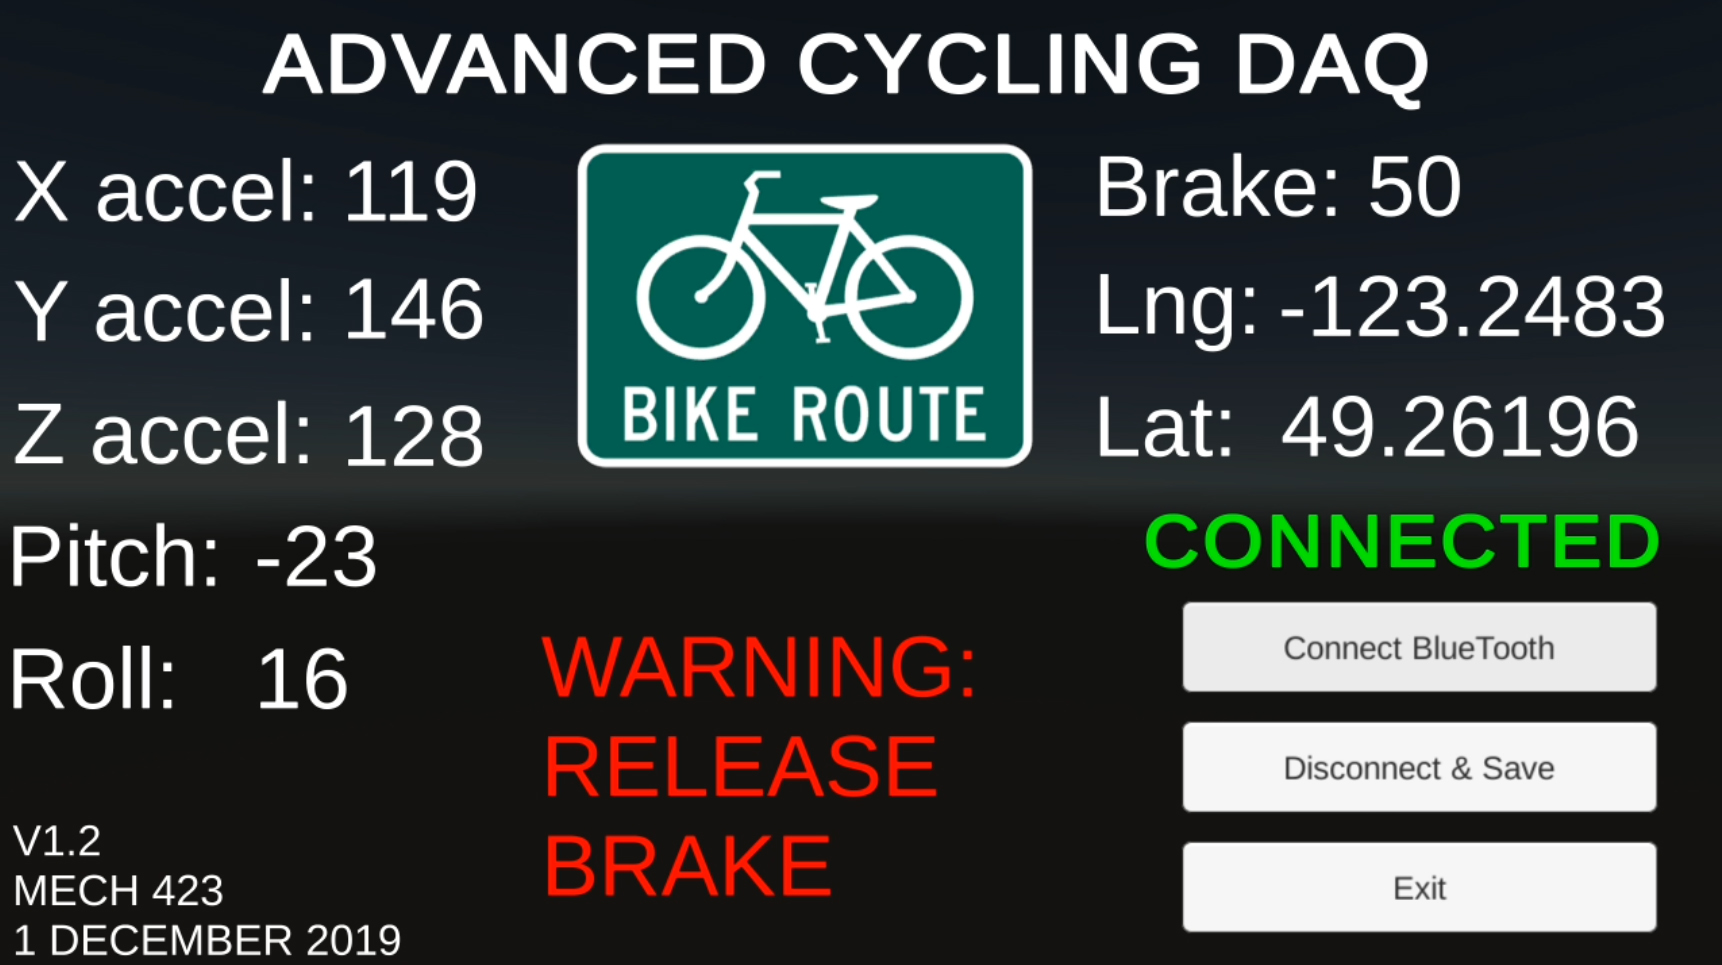 ADVANCED CYCLING DAQ
X accel: 119
Y accel: 146
Z accel: 128
Pitch: -23
Roll: 16
BIKE ROUTE
Brake: 50
Lng: -123.2483
Lat: 49.26196
CONNECTED
Connect BlueTooth
Disconnect & Save
Exit
WARNING:
RELEASE
BRAKE
V1.2
MECH 423
1 DECEMBER 2019